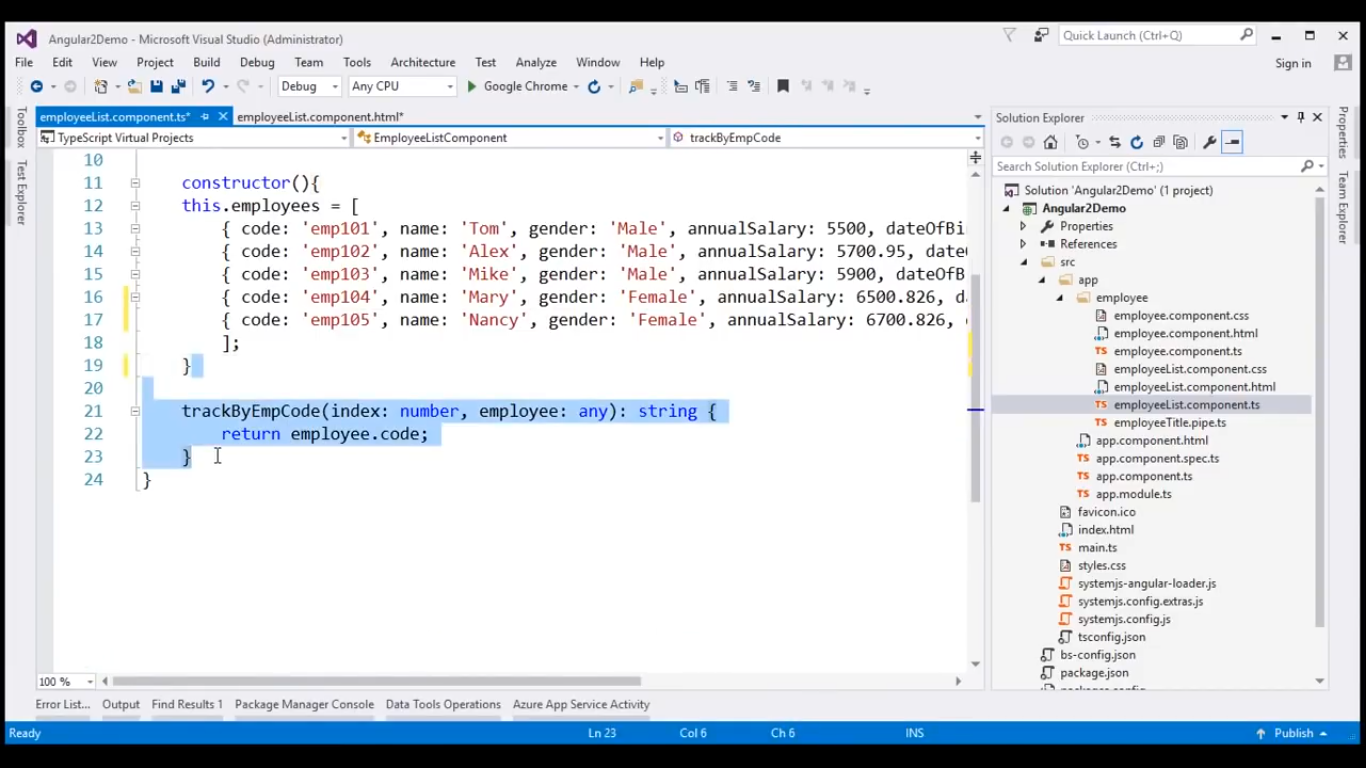 Angular2Demo - Microsoft Visual Studio (Administrator)
Quick Launch (Ctrl+Q)
File Edit View Project Build Debug Team Tools Architecture Test Analyze Window Help
Sign in
Debug Any CPU Google Chrome
Toolbox
Test Explorer
employeeList.component.ts*
employeeList.component.html*
TypeScript Virtual Projects
EmployeeListComponent
trackByEmpCode
10
11 constructor(){
12 this.employees = [
13 { code: 'emp101', name: 'Tom', gender: 'Male', annualSalary: 5500, dateOfBi
14 { code: 'emp102', name: 'Alex', gender: 'Male', annualSalary: 5700.95, date
15 { code: 'emp103', name: 'Mike', gender: 'Male', annualSalary: 5900, dateOfB
16 { code: 'emp104', name: 'Mary', gender: 'Female', annualSalary: 6500.826, d
17 { code: 'emp105', name: 'Nancy', gender: 'Female', annualSalary: 6700.826,
18 ];
19 }
20
21 trackByEmpCode(index: number, employee: any): string {
22 return employee.code;
23 }
24 }
100 %
Solution Explorer
Search Solution Explorer (Ctrl+;)
Solution 'Angular2Demo' (1 project)
Angular2Demo
Properties
References
src
app
employee
employee.component.css
employee.component.html
TS employee.component.ts
employeeList.component.css
employeeList.component.html
TS employeeList.component.ts
TS employeeTitle.pipe.ts
app.component.html
TS app.component.spec.ts
TS app.component.ts
TS app.module.ts
favicon.ico
index.html
TS main.ts
styles.css
systemjs-angular-loader.js
systemjs.config.extras.js
systemjs.config.js
tsconfig.json
bs-config.json
package.json
Properties
Team Explorer
Error List... Output Find Results 1 Package Manager Console Data Tools Operations Azure App Service Activity
Ready Ln 23 Col 6 Ch 6 INS Publish